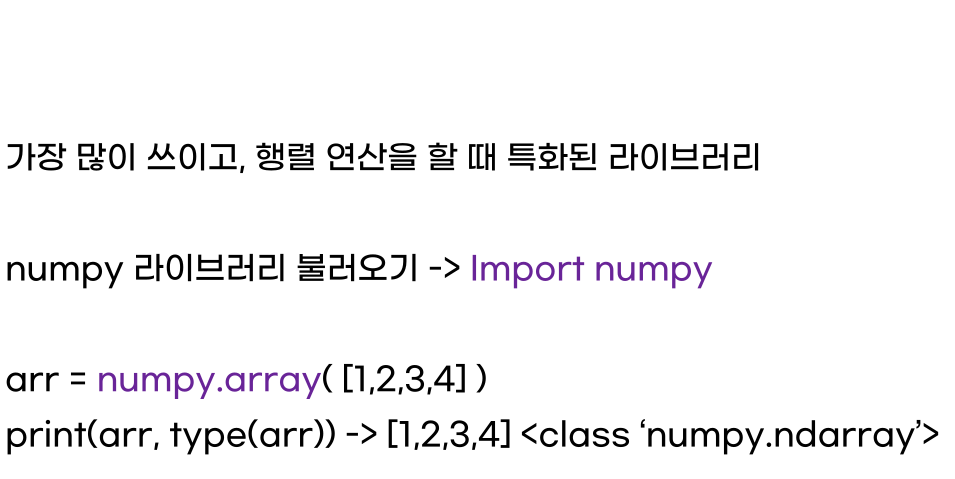 가장 많이 쓰이고, 행렬 연산을 할 때 특화된 라이브러리
numpy 라이브러리 불러오기 -> Import numpy
arr = numpy.array( [1,2,3,4] )
print(arr, type(arr)) -> [1,2,3,4] <class ‘numpy.ndarray’>